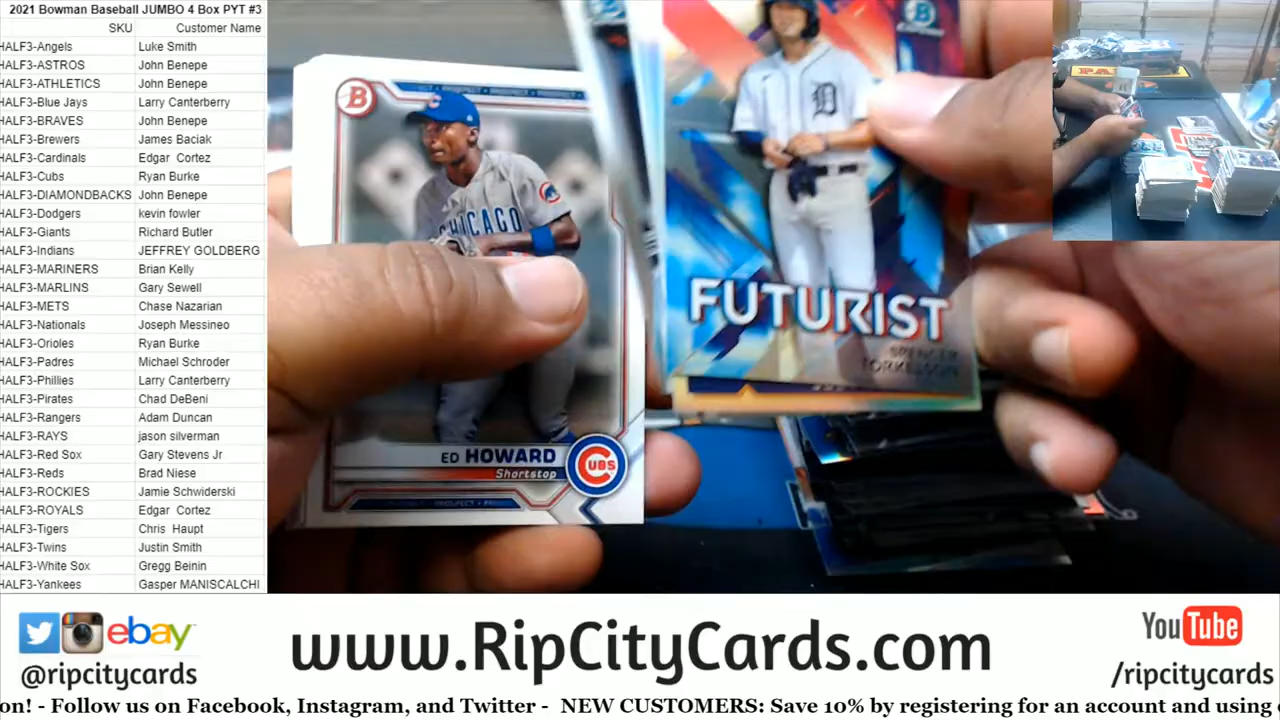 2021 Bowman Baseball JUMBO 4 Box PYT #3
SKU Customer Name
HALF3-Angels Luke Smith
HALF3-ASTROS John Benepe
HALF3-ATHLETICS John Benepe
HALF3-Blue Jays Larry Canterberry
HALF3-BRAVES John Benepe
HALF3-Brewers James Baciak
HALF3-Cardinals Edgar Cortez
HALF3-Cubs Ryan Burke
HALF3-DIAMONDBACKS John Benepe
HALF3-Dodgers kevin fowler
HALF3-Giants Richard Butler
HALF3-Indians JEFFREY GOLDBERG
HALF3-MARINERS Brian Kelly
HALF3-MARLINS Gary Sewell
HALF3-METS Chase Nazarian
HALF3-Nationals Joseph Messineo
HALF3-Orioles Ryan Burke
HALF3-Padres Michael Schroder
HALF3-Phillies Larry Canterberry
HALF3-Pirates Chad DeBeni
HALF3-Rangers Adam Duncan
HALF3-RAYS jason silverman
HALF3-Red Sox Gary Stevens Jr
HALF3-Reds Brad Niese
HALF3-ROCKIES Jamie Schwiderski
HALF3-ROYALS Edgar Cortez
HALF3-Tigers Chris Haupt
HALF3-Twins Justin Smith
HALF3-White Sox Gregg Beinin
HALF3-Yankees Gasper MANISCALCHI
B
PROSPECT
CHICAGO
ED HOWARD
Shortstop
CUBS
PROSPECT
D
FUTURIST
SPENCER
TORKELSON
ebay
@ripcitycards
www.RipCityCards.com
YouTube
/ripcitycards
on! - Follow us on Facebook, Instagram, and Twitter - NEW CUSTOMERS: Save 10% by registering for an account and using